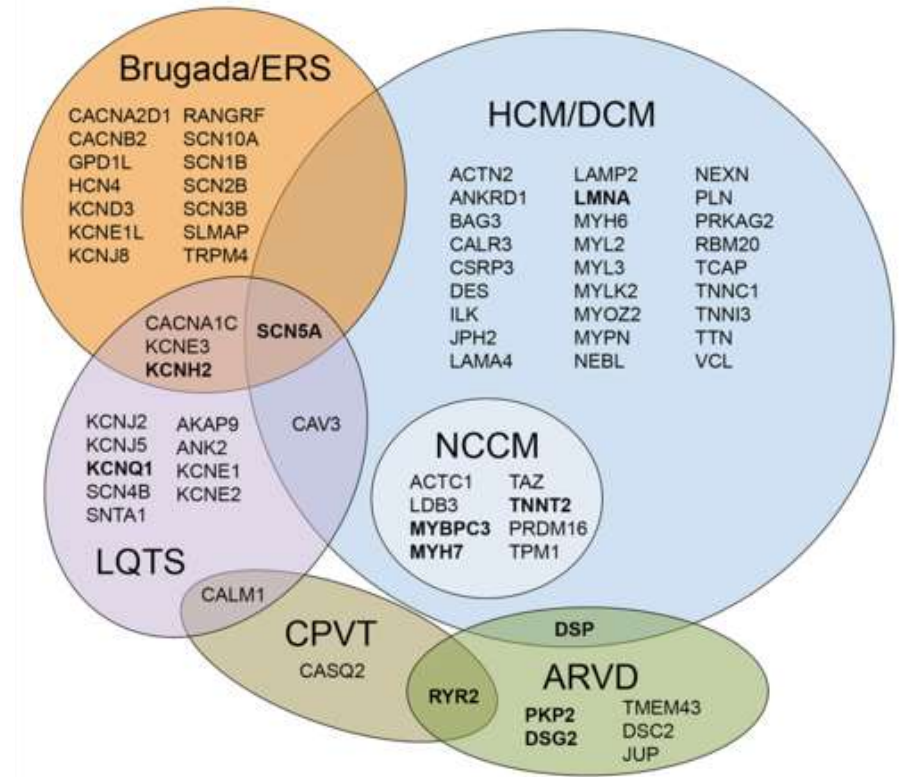 Brugada/ERS
CACNA2D1 RANGRF
CACNB2 SCN10A
GPD1L SCN1B
HCN4 SCN2B
KCND3 SCN3B
KCNE1L SLMAP
KCNJ8 TRPM4
HCM/DCM
ACTN2 LAMP2 NEXN
ANKRD1 LMNA PLN
BAG3 MYH6 PRKAG2
CALR3 MYL2 RBM20
CSRP3 MYL3 TCAP
DES MYLK2 TNNC1
ILK MYOZ2 TNNI3
JPH2 MYPN TTN
LAMA4 NEBL VCL
CACNA1C
KCNE3
KCNH2
SCN5A
CAV3
KCNJ2 AKAP9
KCNJ5 ANK2
KCNQ1 KCNE1
SCN4B KCNE2
SNTA1
LQTS
NCCM
ACTC1 TAZ
LDB3 TNNT2
MYBPC3 PRDM16
MYH7 TPM1
CALM1
CPVT
CASQ2
RYR2
DSP
ARVD
PKP2 TMEM43
DSG2 DSC2
JUP